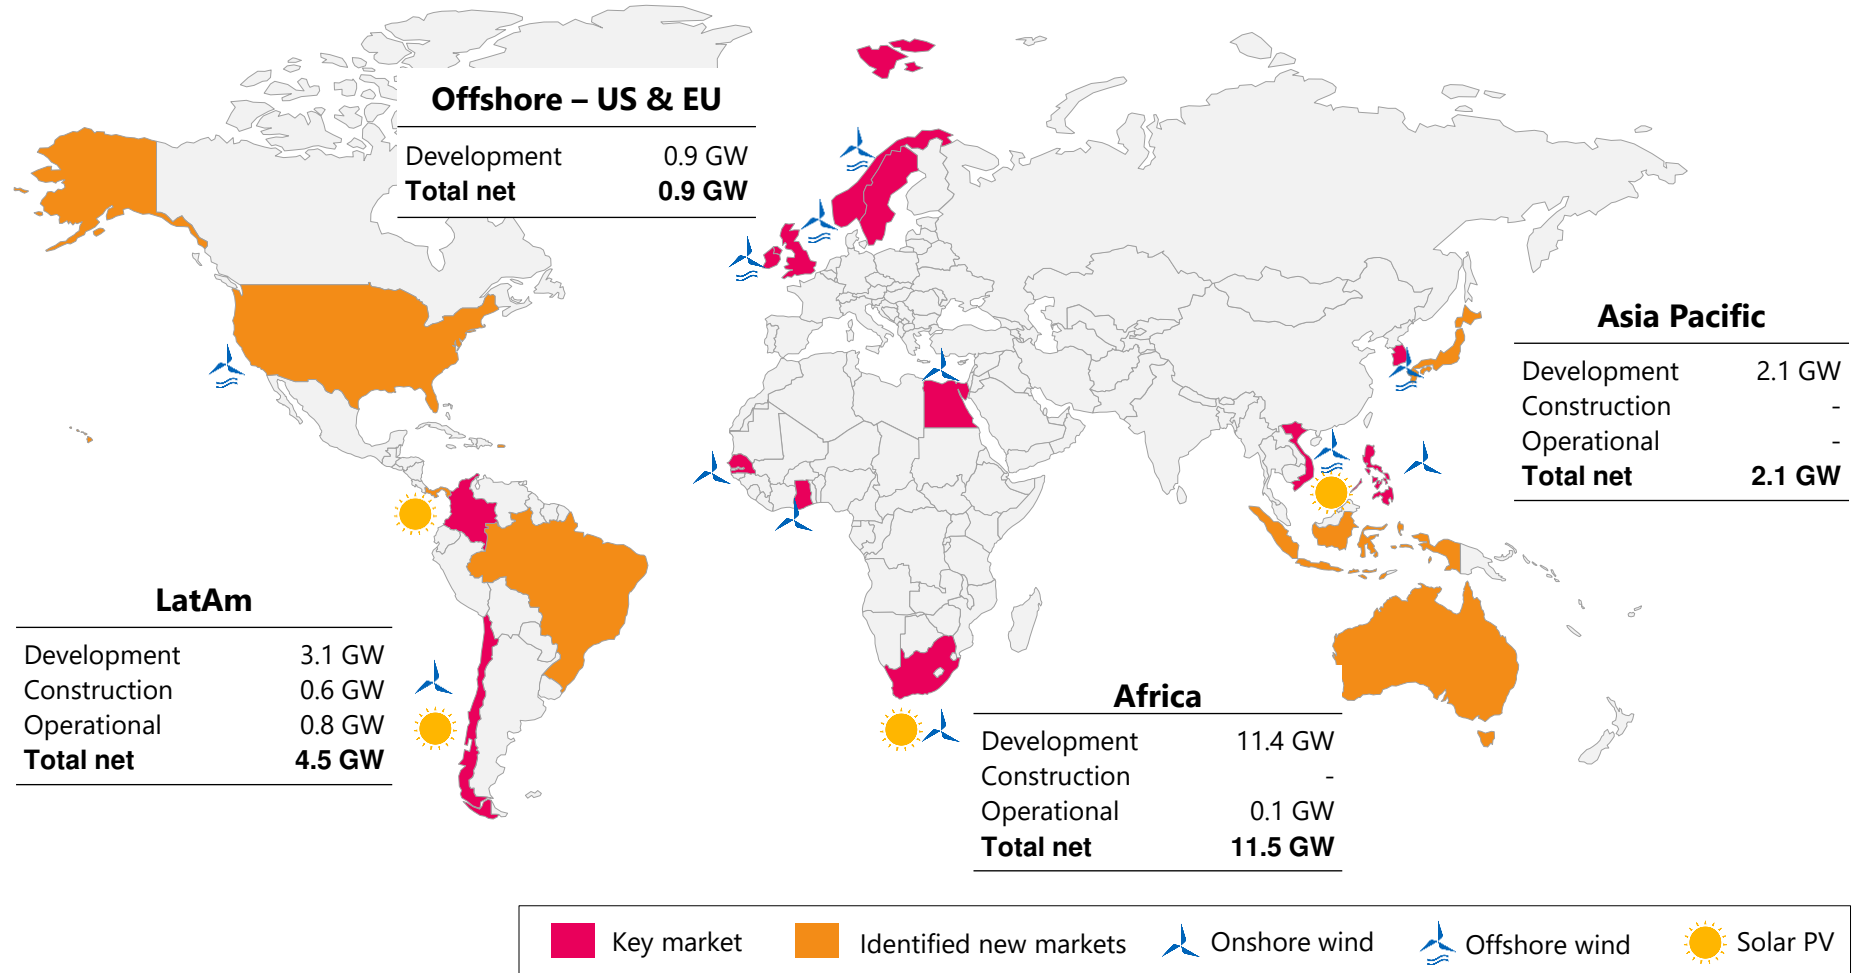 Offshore – US & EU
Development 0.9 GW
Total net 0.9 GW
Asia Pacific
Development 2.1 GW
Construction -
Operational -
Total net 2.1 GW
LatAm
Development 3.1 GW
Construction 0.6 GW
Operational 0.8 GW
Total net 4.5 GW
Africa
Development 11.4 GW
Construction -
Operational 0.1 GW
Total net 11.5 GW
Key market Identified new markets Onshore wind Offshore wind Solar PV